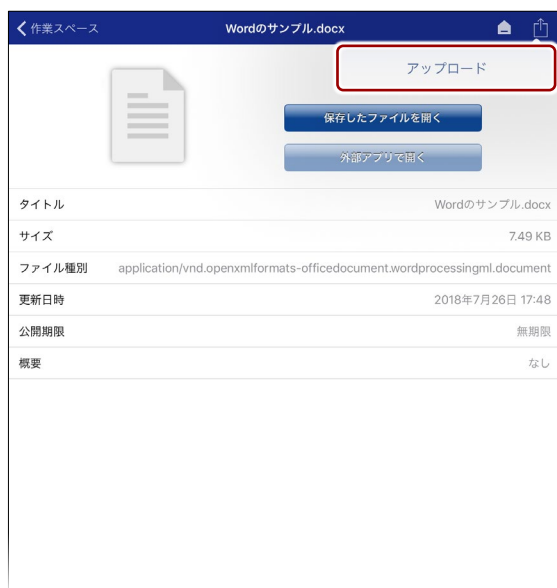 作業スペース Wordのサンプル.docx
アップロード
保存したファイルを開く
外部アプリで開く
タイトル Wordのサンプル.docx
サイズ 7.49 KB
ファイル種別 application/vnd.openxmlformats-officedocument.wordprocessingml.document
更新日時 2018年7月26日 17:48
公開期限 無期限
概要 なし